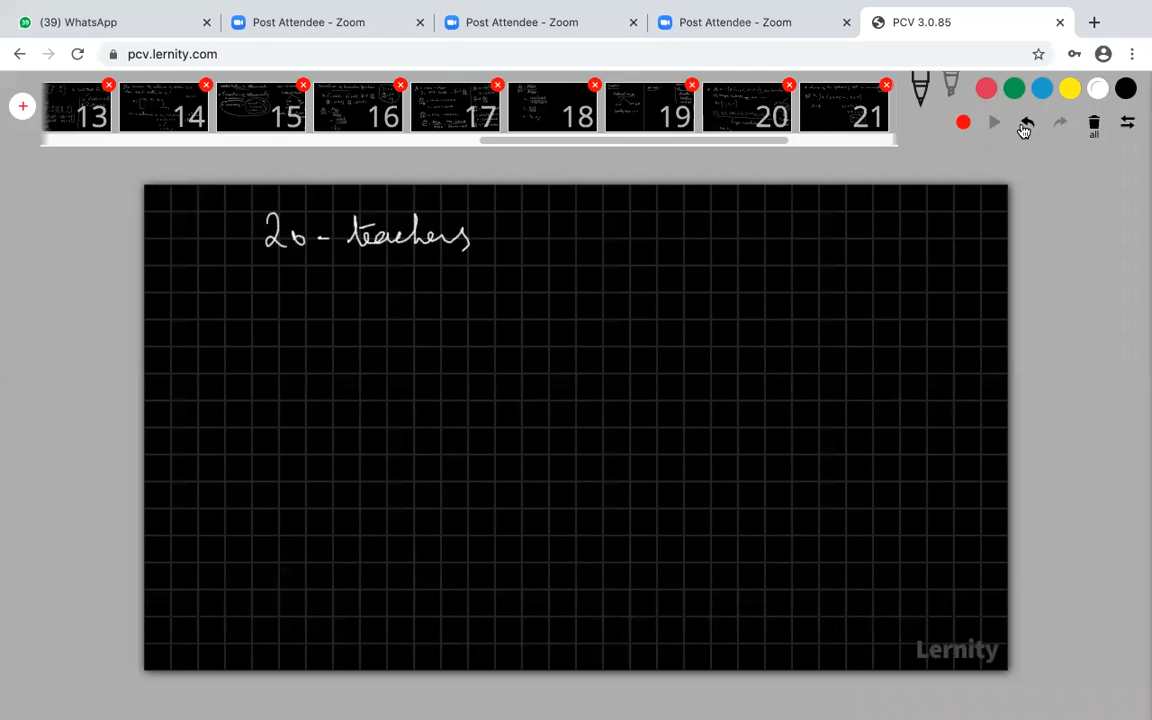 (39) WhatsApp
Post Attendee - Zoom
Post Attendee - Zoom
Post Attendee - Zoom
PCV 3.0.85
pcv.lernity.com
13 14 15 16 17 18 19 20 21
all
20 - teachers
Lernity